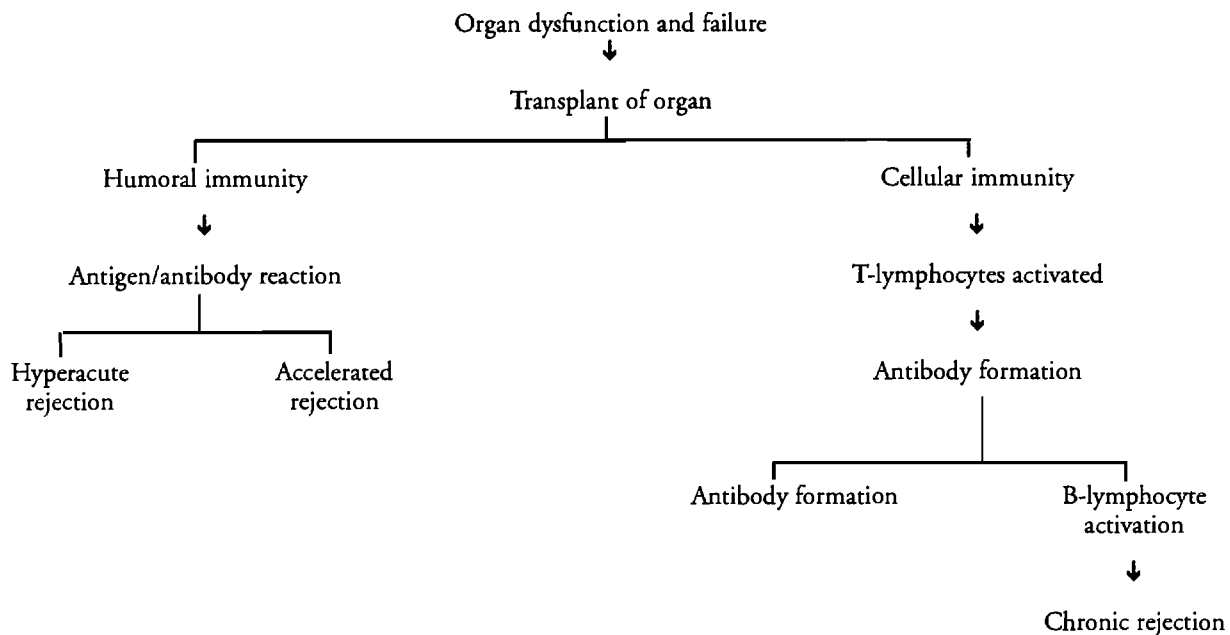 Organ dysfunction and failure
Transplant of organ
Humoral immunity
Cellular immunity
Antigen/antibody reaction
T-lymphocytes activated
Hyperacute
rejection
Accelerated
rejection
Antibody formation
Antibody formation
B-lymphocyte
activation
Chronic rejection